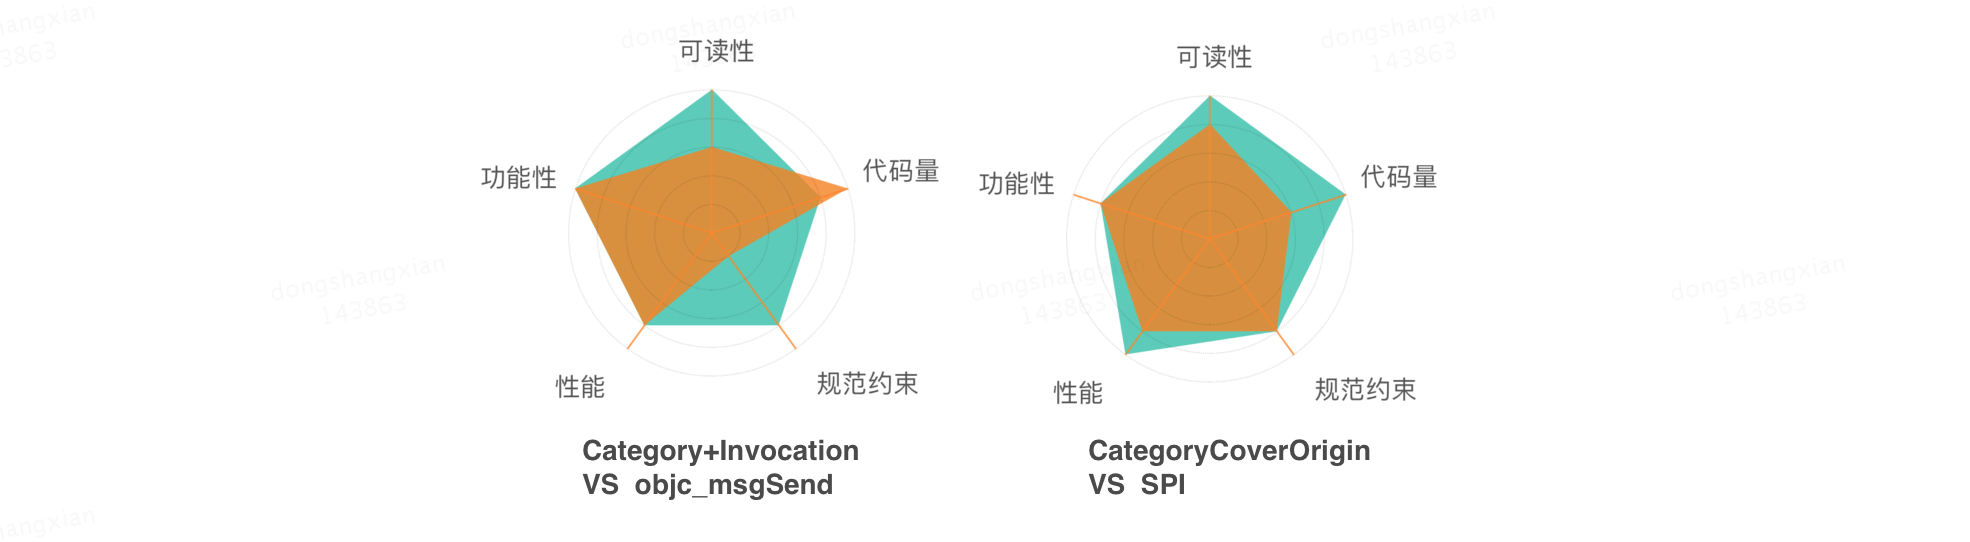 dongshangxian
143863
dongshangxian
143863
angxian
3863
可读性
功能性
代码量
性能
规范约束
Category+Invocation
VS objc_msgSend
可读性
功能性
代码量
性能
规范约束
CategoryCoverOrigin
VS SPI
dongshangxian
143863
dongshangxian
143863
dongshangxian
143863
angxian